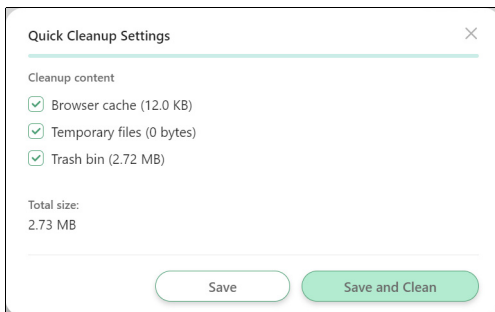 Quick Cleanup Settings
Cleanup content
Browser cache (12.0 KB)
Temporary files (0 bytes)
Trash bin (2.72 MB)
Total size:
2.73 MB
Save
Save and Clean